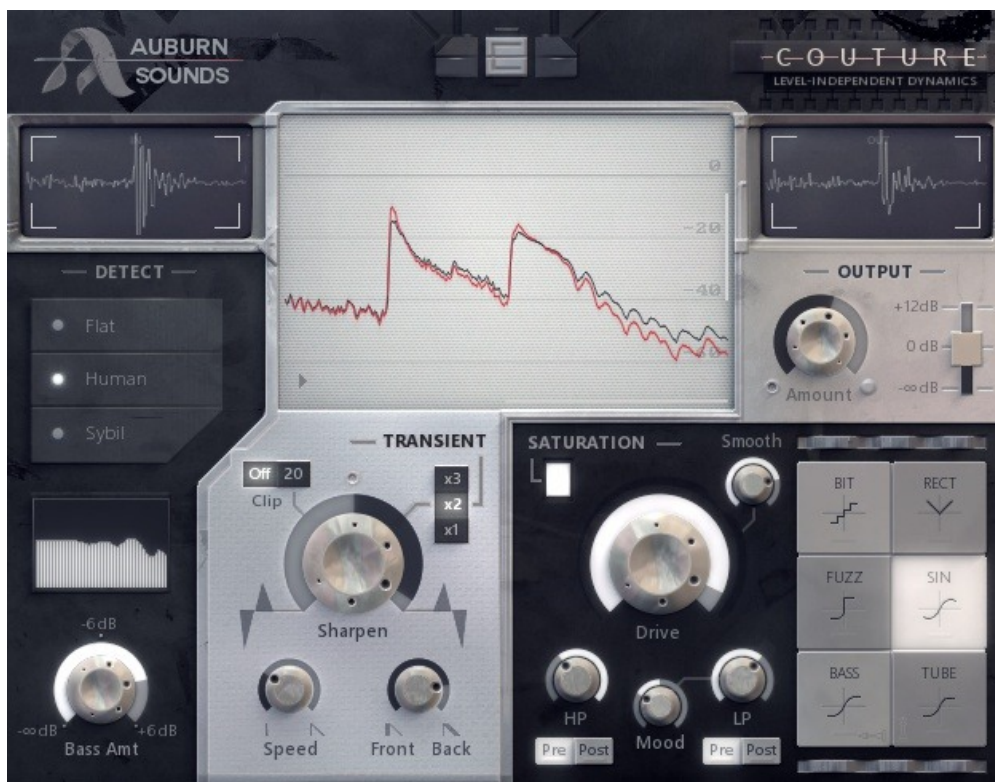 AUBURN
SOUNDS
COUTURE
LEVEL-INDEPENDENT DYNAMICS
OUT
0
-20
-40
DETECT
Flat
Human
Sybil
OUTPUT
+12dB
0 dB
-∞ dB
Amount
TRANSIENT
Off 20
Clip
x3
x2
x1
Sharpen
Speed
Front Back
-6dB
-∞dB
+6dB
Bass Amt
SATURATION
Smooth
Drive
HP
Mood
LP
Pre Post
Pre Post
BIT
RECT
FUZZ
SIN
BASS
TUBE